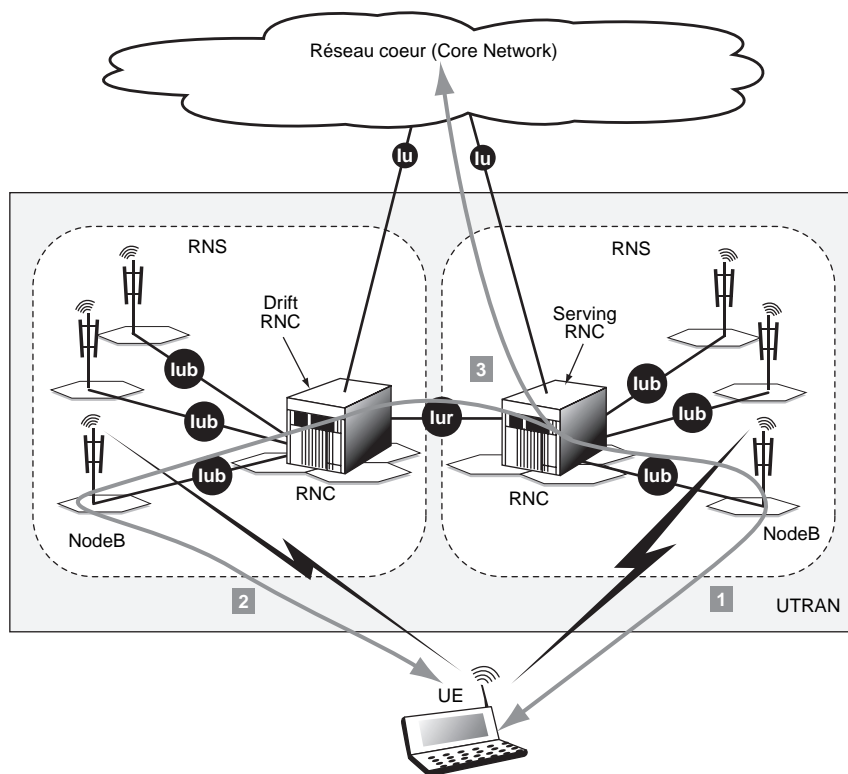 Réseau coeur (Core Network)
Iu
Iu
RNS
RNS
Drift
RNC
Serving
RNC
3
Iub
Iub
Iur
Iub
Iub
Iub
Iub
RNC
RNC
NodeB
NodeB
2
1
UTRAN
UE